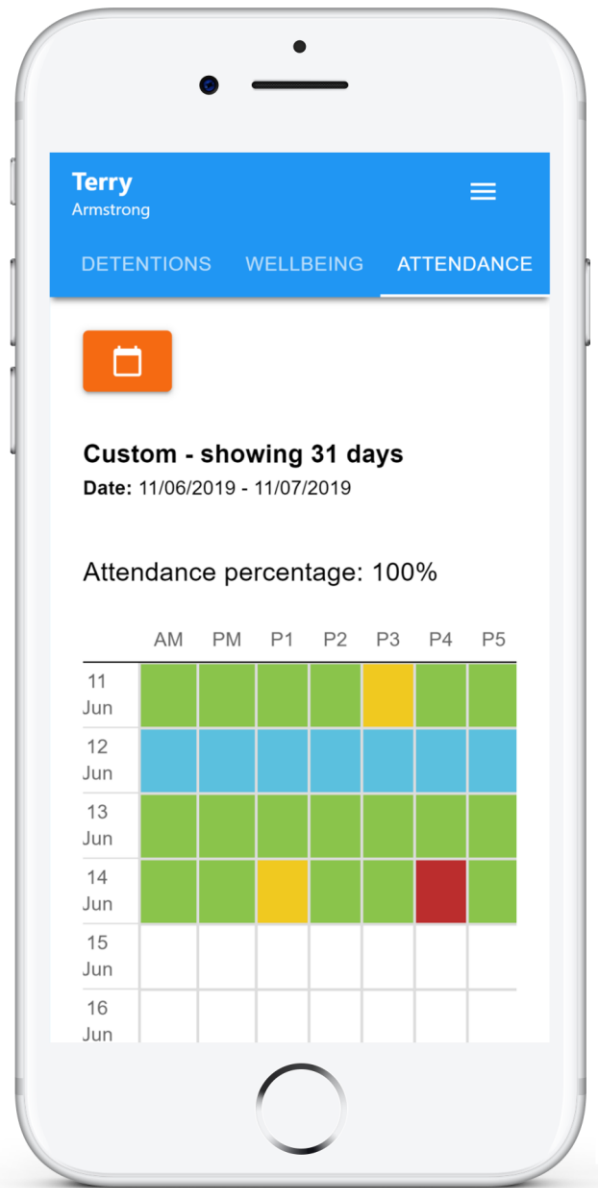 Terry
Armstrong
DETENTIONS WELLBEING ATTENDANCE
Custom - showing 31 days
Date: 11/06/2019 - 11/07/2019
Attendance percentage: 100%
AM PM P1 P2 P3 P4 P5
11
Jun
12
Jun
13
Jun
14
Jun
15
Jun
16
Jun